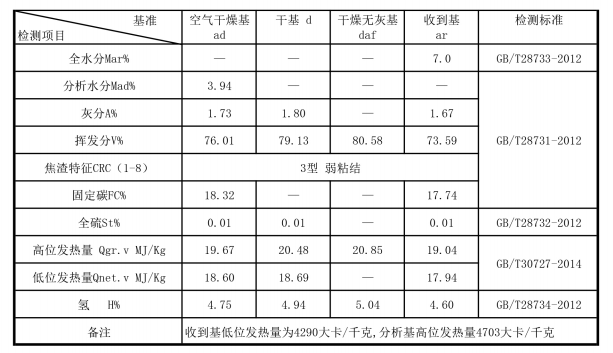 基准 空气干燥基 干基 d 干燥无灰基 收到基 检测标准
检测项目 ad daf ar
全水分Mar% — — — 7.0 GB/T28733-2012
分析水分Mad% 3.94 — — —
灰分A% 1.73 1.80 — 1.67
挥发分V% 76.01 79.13 80.58 73.59 GB/T28731-2012
焦渣特征CRC（1-8） 3型 弱粘结
固定碳FC% 18.32 — — 17.74
全硫St% 0.01 0.01 — 0.01 GB/T28732-2012
高位发热量 Qgr.v MJ/Kg 19.67 20.48 20.85 19.04 GB/T30727-2014
低位发热量Qnet.v MJ/Kg 18.60 18.69 — 17.94
氢 H% 4.75 4.94 5.04 4.60 GB/T28734-2012
备注 收到基低位发热量为4290大卡/千克,分析基高位发热量4703大卡/千克